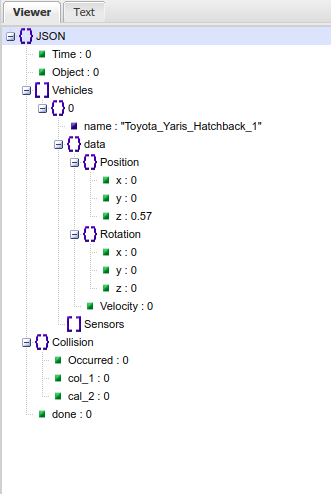 Viewer Text
JSON
Time : 0
Object : 0
Vehicles
0
name : "Toyota_Yaris_Hatchback_1"
data
Position
x : 0
y : 0
z : 0.57
Rotation
x : 0
y : 0
z : 0
Velocity : 0
Sensors
Collision
Occurred : 0
col_1 : 0
cal_2 : 0
done : 0